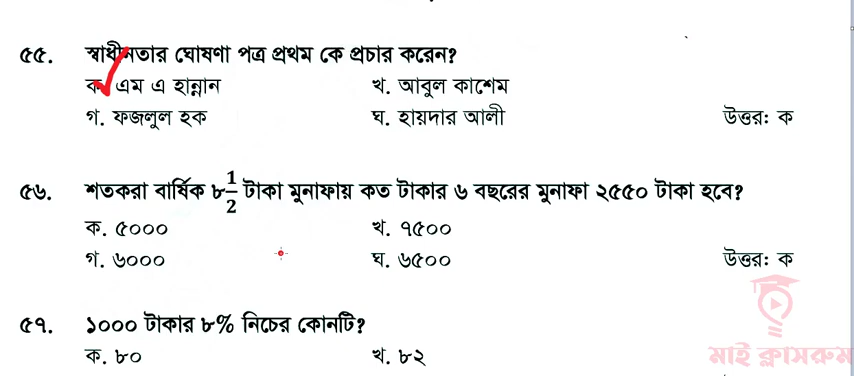 ৫৫. স্বাধীনতার ঘোষণা পত্র প্রথম কে প্রচার করেন?
ক. এম এ হান্নান খ. আবুল কাশেম
গ. ফজলুল হক ঘ. হায়দার আলী উত্তর: ক
৫৬. শতকরা বার্ষিক ৮1/2 টাকা মুনাফায় কত টাকার ৬ বছরের মুনাফা ২৫৫০ টাকা হবে?
ক. ৫০০০ খ. ৭৫০০
গ. ৬০০০ ঘ. ৬৫০০ উত্তর: ক
৫৭. ১০০০ টাকার ৮% নিচের কোনটি?
ক. ৮০ খ. ৮২
মাই ক্লাসরুম